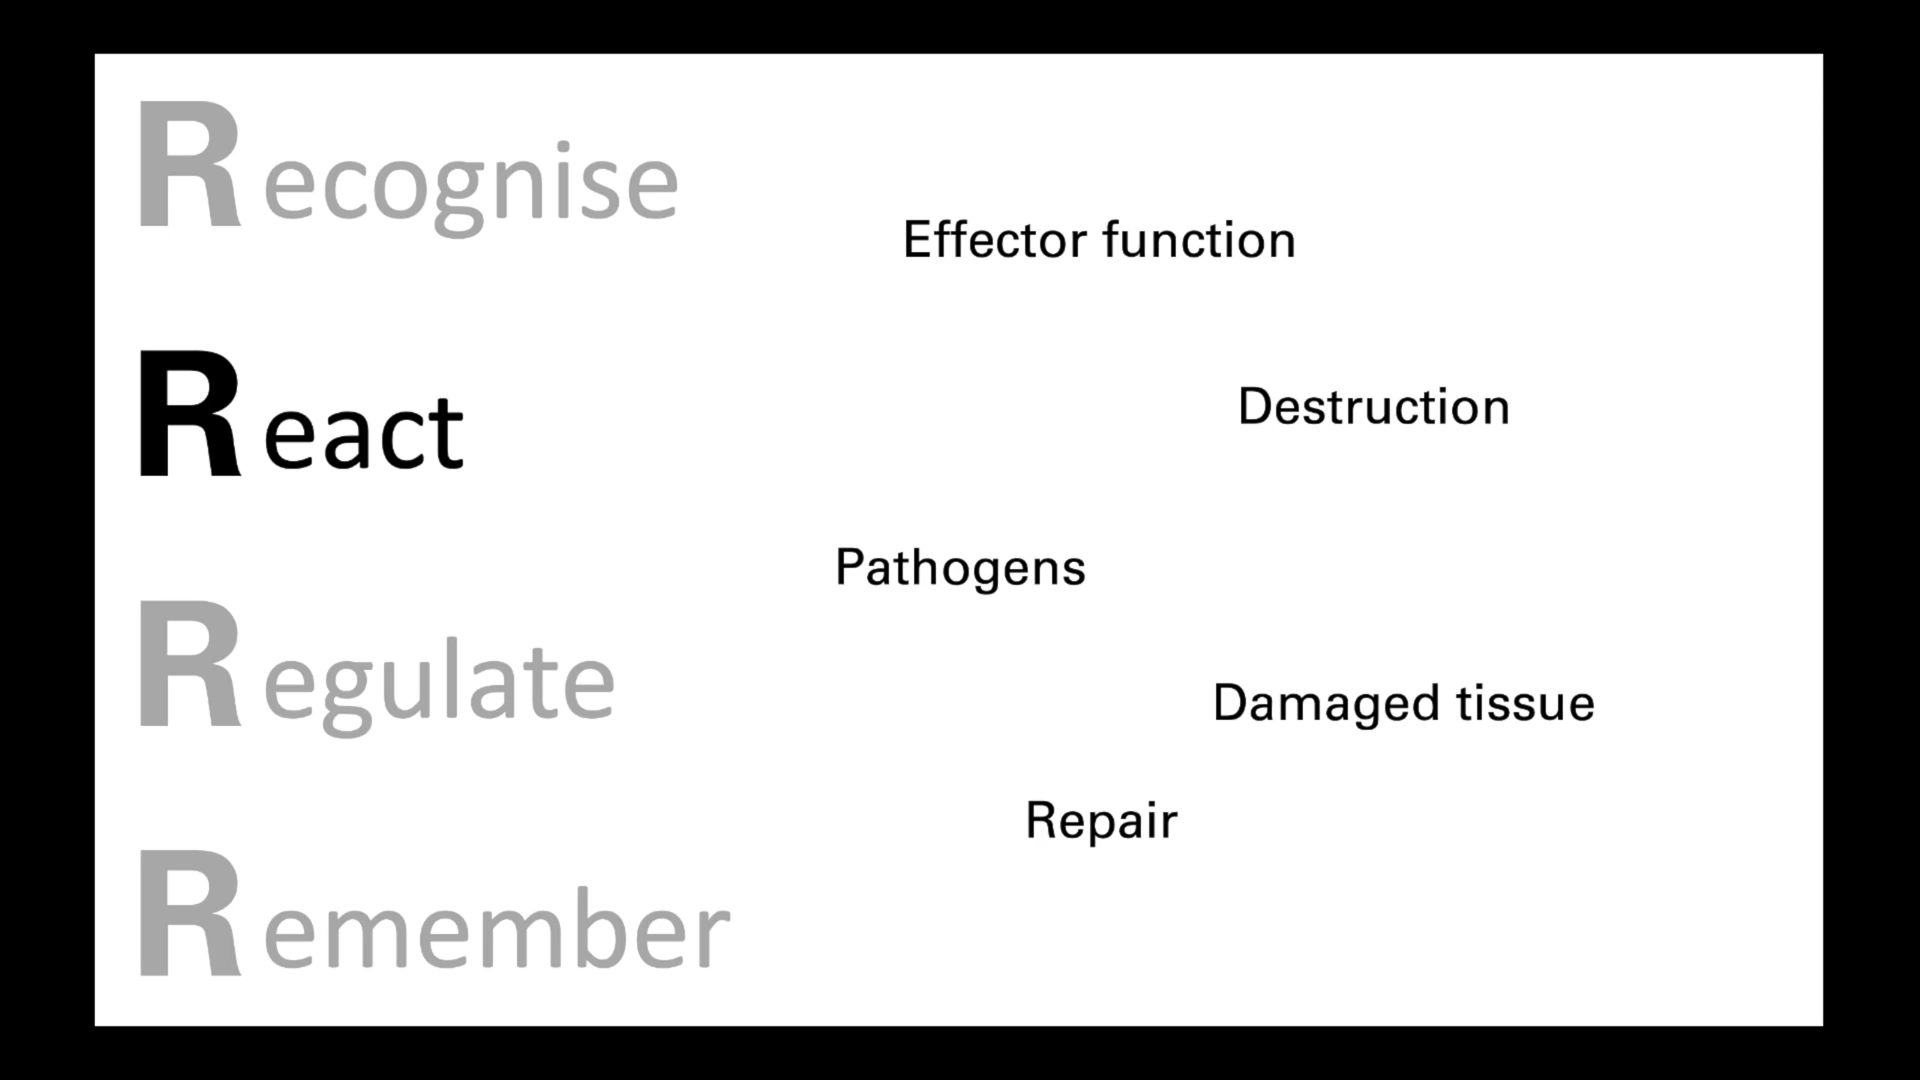 Recognise
Effector function
React
Destruction
Pathogens
Regulate
Damaged tissue
Repair
Remember